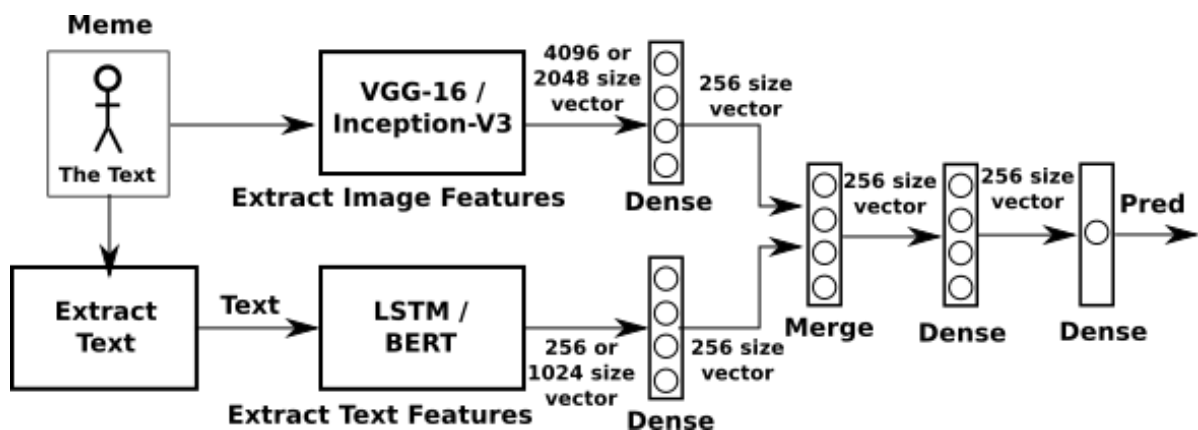 Meme
The Text
VGG-16 /
Inception-V3
Extract Image Features
4096 or
2048 size
vector
Dense
256 size
vector
Extract
Text
Text
LSTM /
BERT
Extract Text Features
256 or
1024 size
vector
Dense
256 size
vector
Merge
256 size
vector
Dense
256 size
vector
Dense
Pred